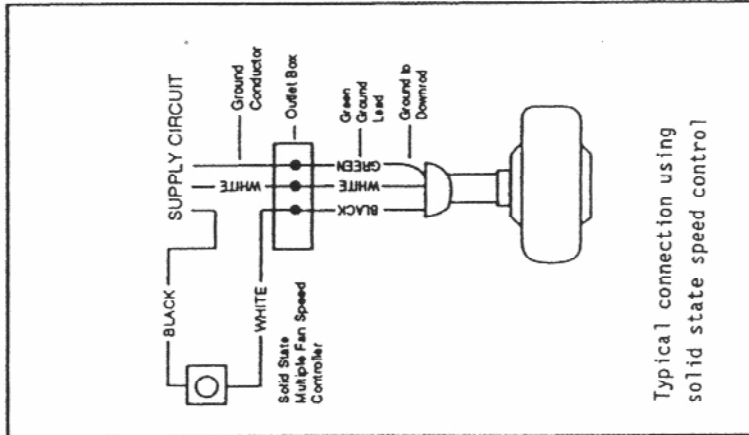 SUPPLY CIRCUIT
Ground
Conductor
Outlet Box
Green
Ground
Lead
Ground to
Downrod
BLACK
WHITE
WHITE
GREEN
WHITE
BLACK
Solid State
Multiple Fan Speed
Controller
Typical connection using
solid state speed control